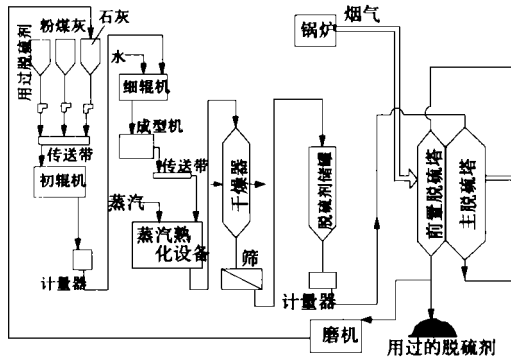 用过脱硫剂
粉煤灰
石灰
传送带
初辊机
计量器
水
细辊机
成型机
传送带
蒸汽
蒸汽熟
化设备
干燥器
筛
脱硫剂储罐
计量器
锅炉
烟气
前置脱硫塔
主脱硫塔
磨机
用过的脱硫剂